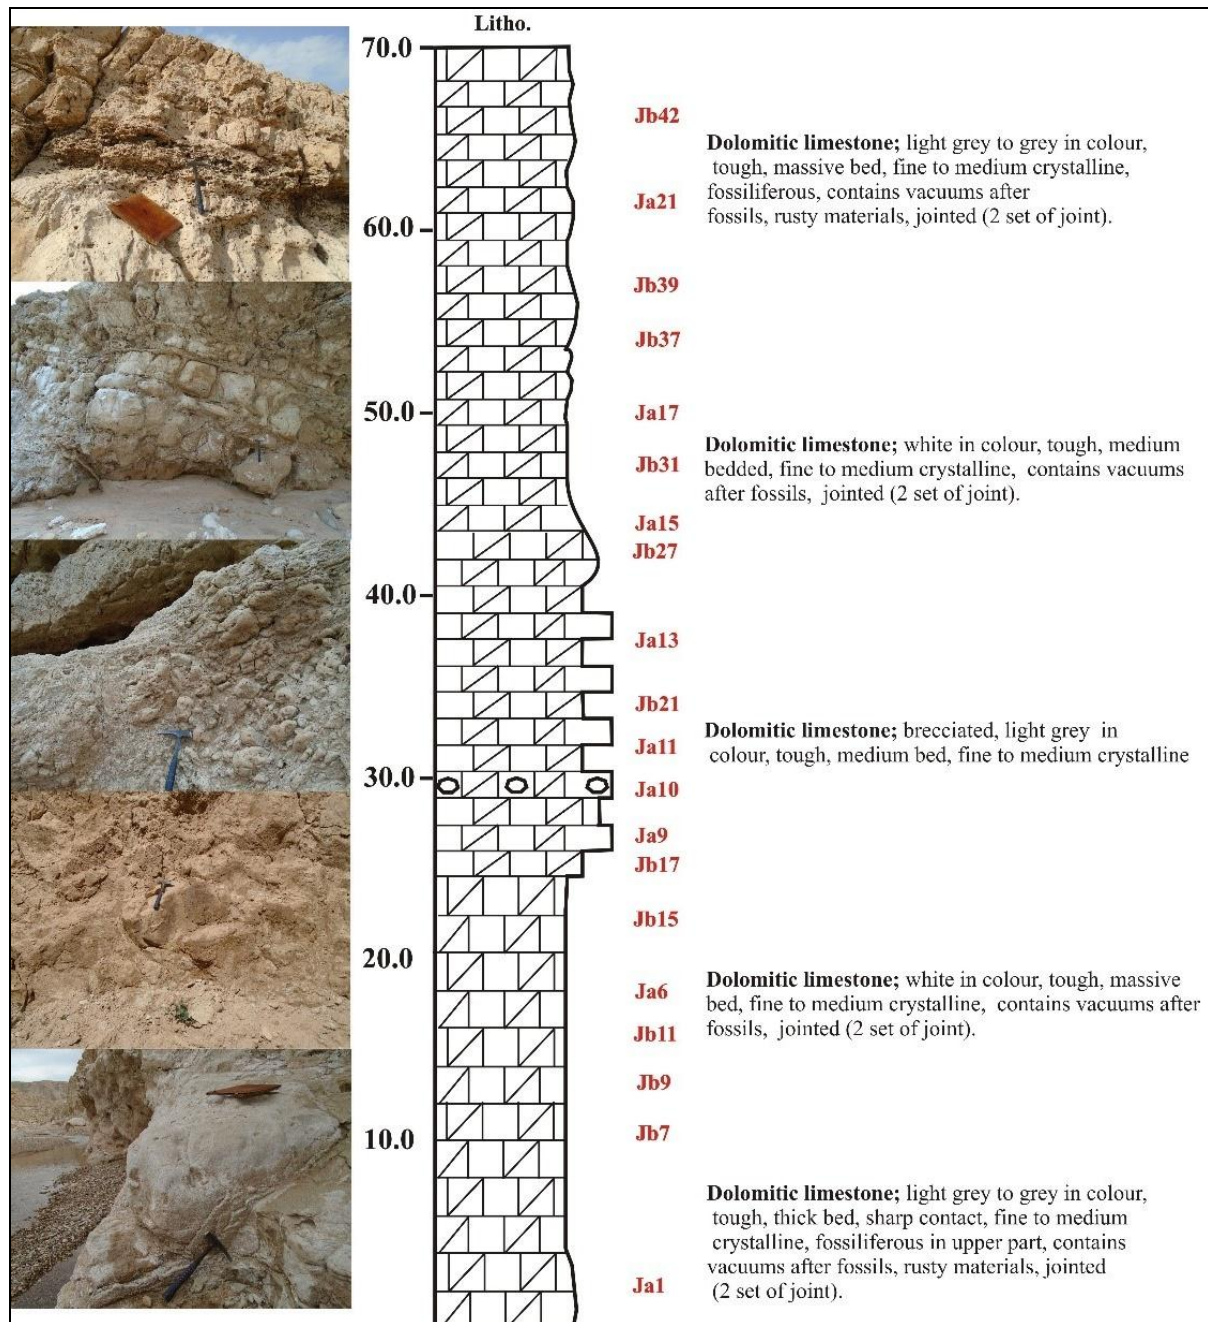 Litho.
70.0
Jb42
Dolomitic limestone; light grey to grey in colour,
tough, massive bed, fine to medium crystalline,
fossiliferous, contains vacuums after
fossils, rusty materials, jointed (2 set of joint).
Ja21
60.0
Jb39
Jb37
50.0
Ja17
Dolomitic limestone; white in colour, tough, medium
bedded, fine to medium crystalline, contains vacuums
after fossils, jointed (2 set of joint).
Jb31
Ja15
Jb27
40.0
Ja13
Jb21
Dolomitic limestone; brecciated, light grey in
colour, tough, medium bed, fine to medium crystalline
Ja11
30.0
Ja10
Ja9
Jb17
Jb15
20.0
Dolomitic limestone; white in colour, tough, massive
bed, fine to medium crystalline, contains vacuums after
fossils, jointed (2 set of joint).
Ja6
Jb11
Jb9
Jb7
10.0
Dolomitic limestone; light grey to grey in colour,
tough, thick bed, sharp contact, fine to medium
crystalline, fossiliferous in upper part, contains
vacuums after fossils, rusty materials, jointed
(2 set of joint).
Ja1